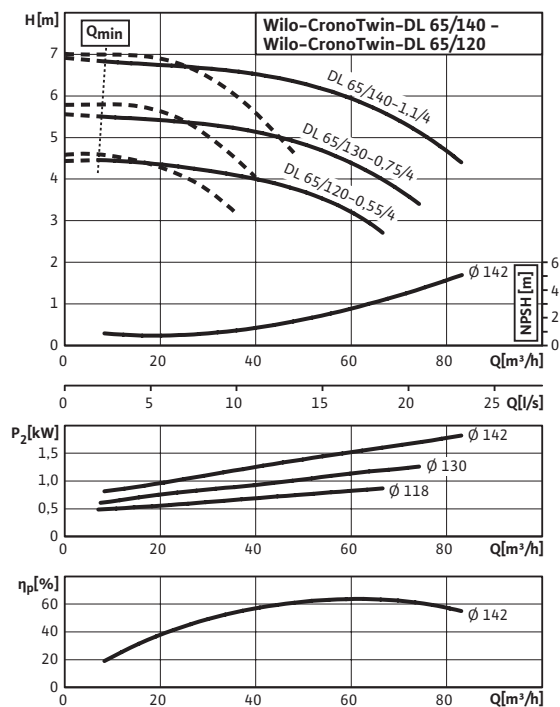 H[m]
Wilo-CronoTwin-DL 65/140 –
Wilo-CronoTwin-DL 65/120
Qmin
7
6
5
4
3
2
1
0
DL 65/140-1,1/4
DL 65/130-0,75/4
DL 65/120-0,55/4
Ø 142
NPSH [m]
6
4
2
0
0 20 40 60 80 Q[m³/h]
0 5 10 15 20 25 Q[l/s]
P₂[kW]
1,5
1,0
0,5
0
Ø 142
Ø 130
Ø 118
0 20 40 60 80 Q[m³/h]
ηp[%]
60
40
20
0
Ø 142
0 20 40 60 80 Q[m³/h]